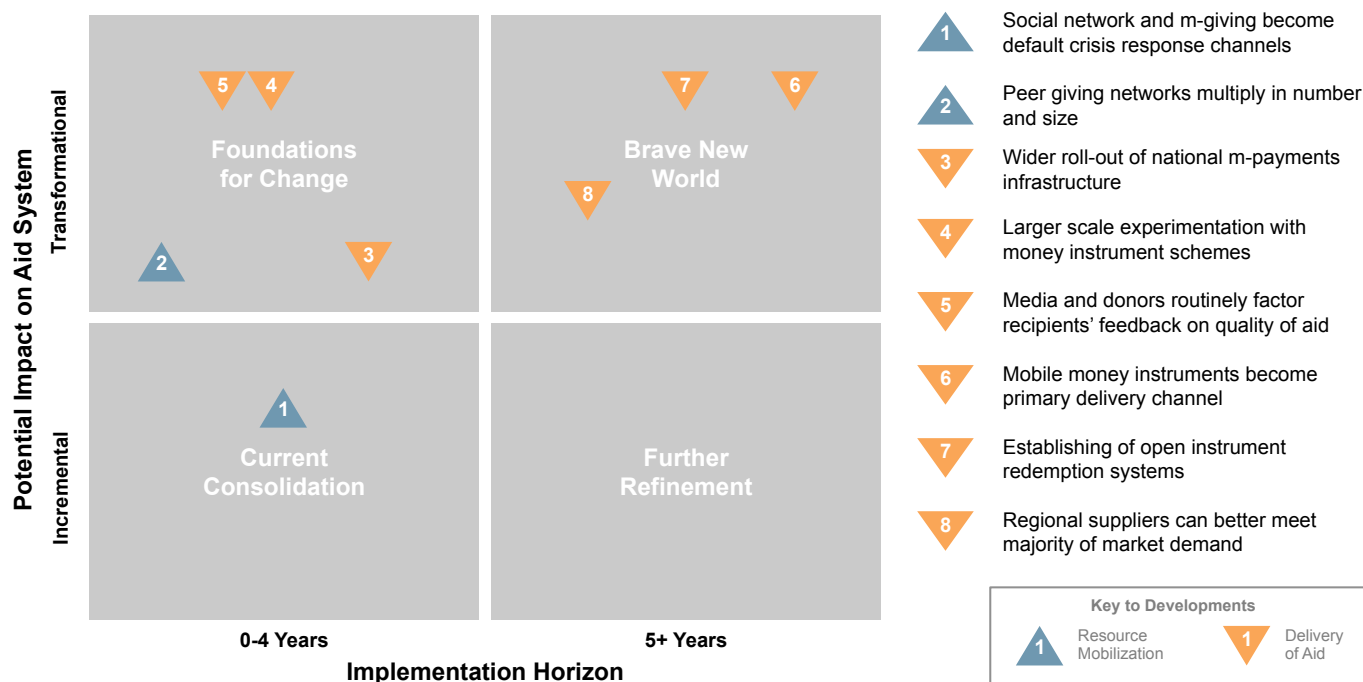 Potential Impact on Aid System
Transformational
Incremental
5
4
Foundations
for Change
2
3
7
6
Brave New
World
8
1
Current
Consolidation
Further
Refinement
0-4 Years
5+ Years
Implementation Horizon
1
Social network and m-giving become
default crisis response channels
2
Peer giving networks multiply in number
and size
3
Wider roll-out of national m-payments
infrastructure
4
Larger scale experimentation with
money instrument schemes
5
Media and donors routinely factor
recipients’ feedback on quality of aid
6
Mobile money instruments become
primary delivery channel
7
Establishing of open instrument
redemption systems
8
Regional suppliers can better meet
majority of market demand
Key to Developments
1
Resource
Mobilization
1
Delivery
of Aid